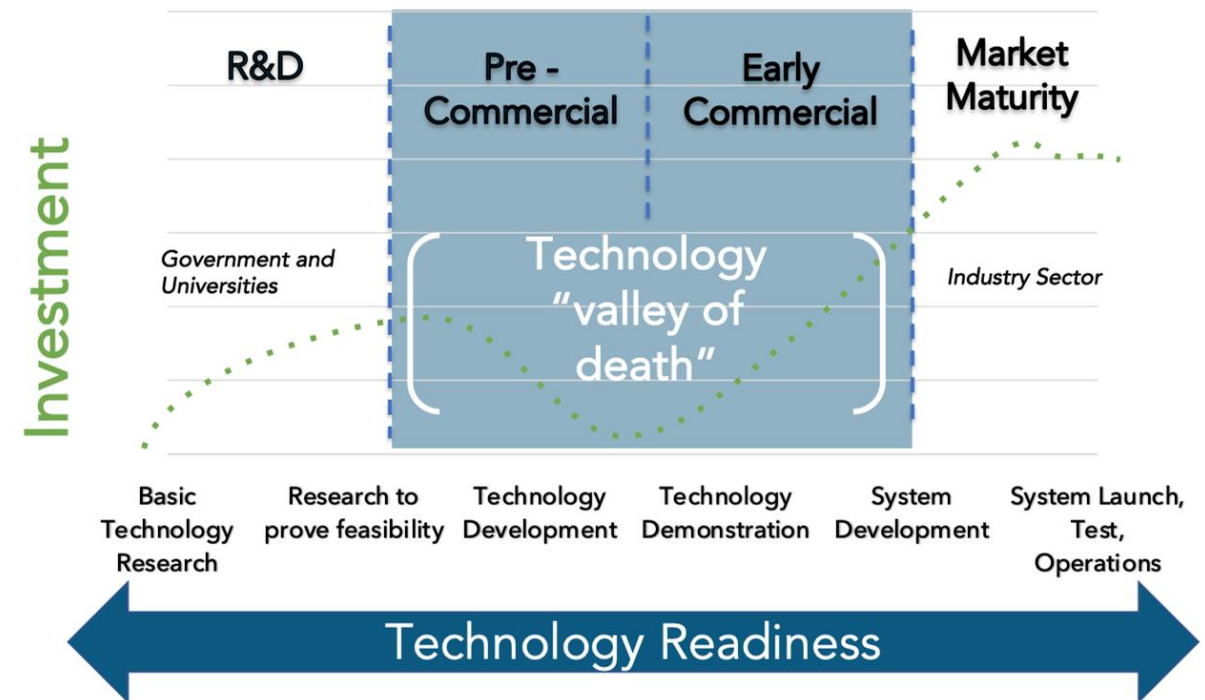 R&D
Pre -
Commercial
Early
Commercial
Market
Maturity
Investment
Government and
Universities
Technology
“valley of
death”
Industry Sector
Basic
Technology
Research
Research to
prove feasibility
Technology
Development
Technology
Demonstration
System
Development
System Launch,
Test,
Operations
Technology Readiness